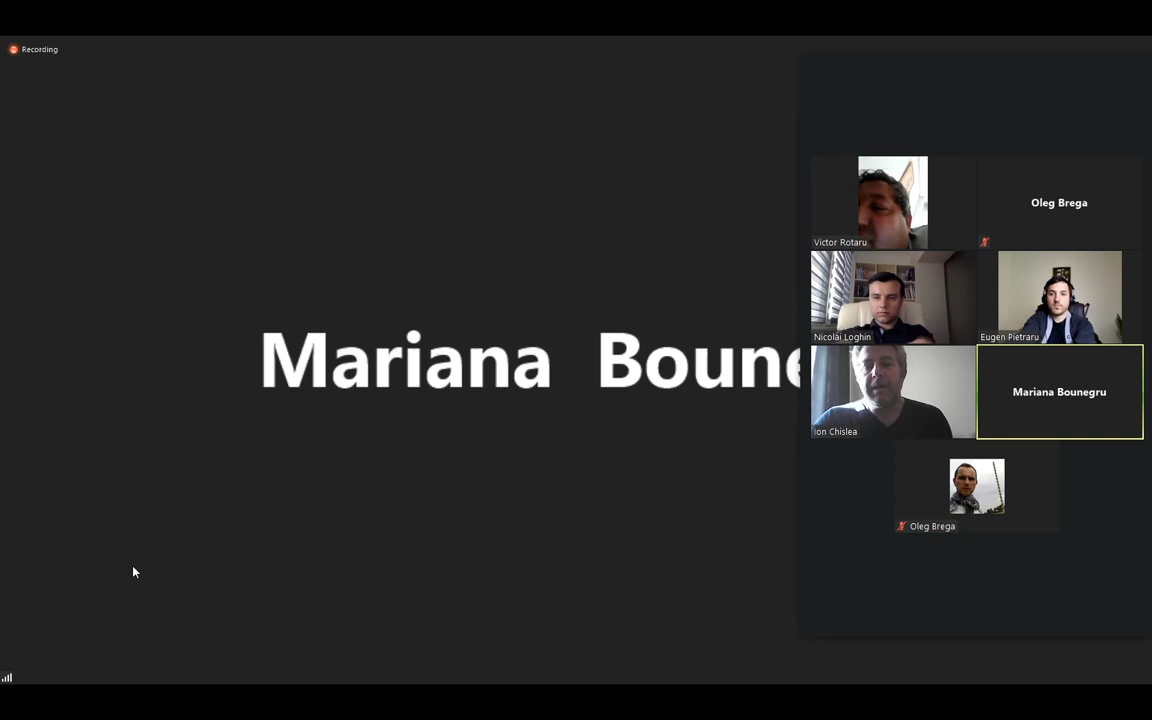 Recording
Mariana Boune
Victor Rotaru
Oleg Brega
Nicolai Loghin
Eugen Pietraru
Ion Chislea
Mariana Bounegru
Oleg Brega